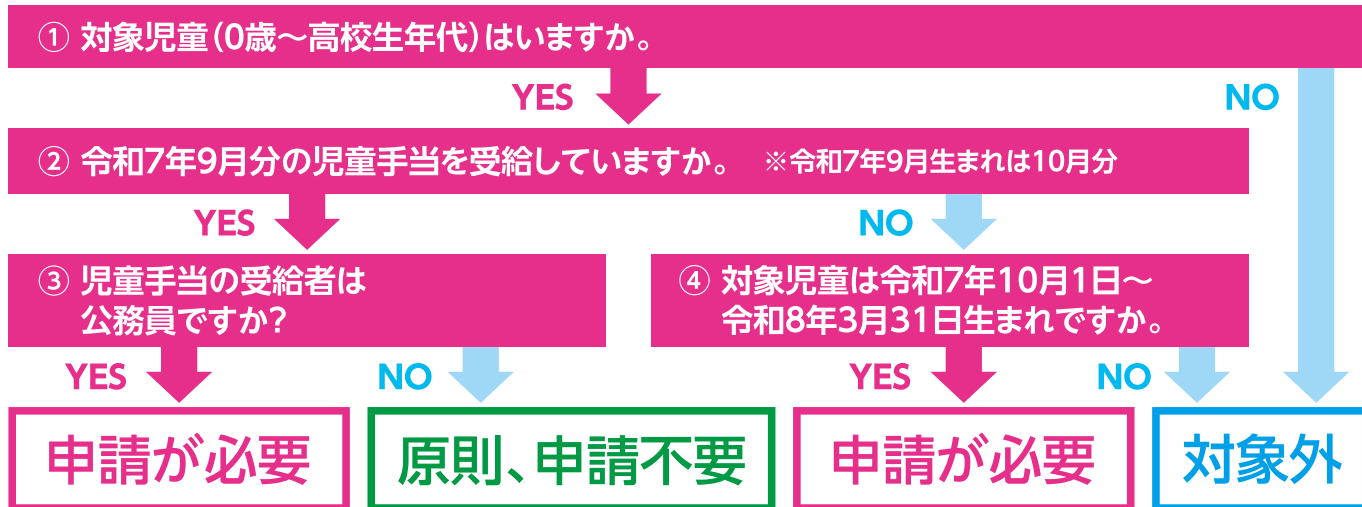 ① 対象児童(0歳～高校生年代)はいますか。
YES
NO
② 令和7年9月分の児童手当を受給していますか。 ※令和7年9月生まれは10月分
YES
NO
③ 児童手当の受給者は
公務員ですか?
④ 対象児童は令和7年10月1日～
令和8年3月31日生まれですか。
YES
NO
YES
NO
申請が必要
原則、申請不要
申請が必要
対象外